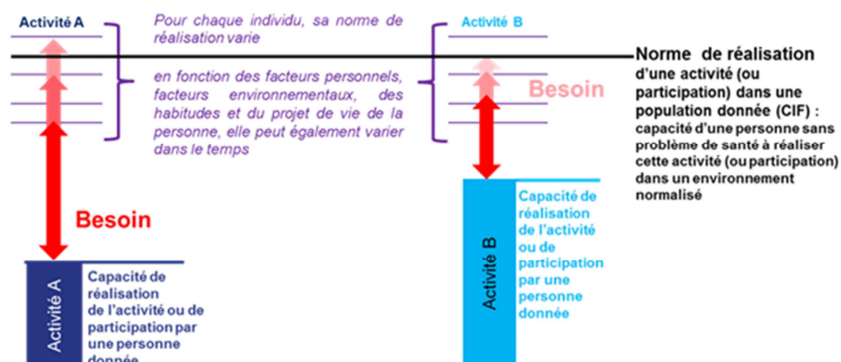 Activité A
Pour chaque individu, sa norme de
réalisation varie
en fonction des facteurs personnels,
facteurs environnementaux, des
habitudes et du projet de vie de la
personne, elle peut également varier
dans le temps
Activité B
Norme de réalisation
d'une activité (ou
participation) dans une
population donnée (CIF) :
capacité d'une personne sans
problème de santé à réaliser
cette activité (ou participation)
dans un environnement
normalisé
Besoin
Besoin
Activité A
Capacité de
réalisation
de l'activité ou de
participation par
une personne
donnée
Activité B
Capacité de
réalisation
de l'activité
ou de
participation
par une
personne
donnée